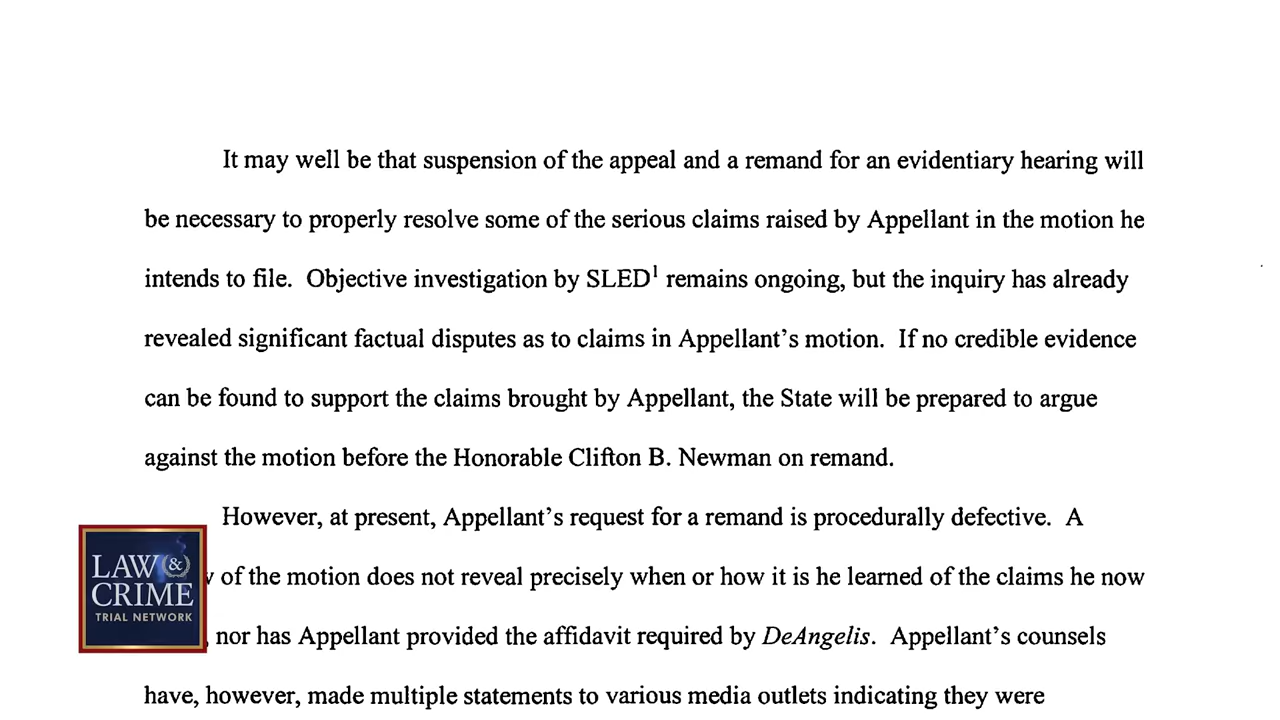 It may well be that suspension of the appeal and a remand for an evidentiary hearing will
be necessary to properly resolve some of the serious claims raised by Appellant in the motion he
intends to file. Objective investigation by SLED¹ remains ongoing, but the inquiry has already
revealed significant factual disputes as to claims in Appellant's motion. If no credible evidence
can be found to support the claims brought by Appellant, the State will be prepared to argue
against the motion before the Honorable Clifton B. Newman on remand.
However, at present, Appellant's request for a remand is procedurally defective. A
of the motion does not reveal precisely when or how it is he learned of the claims he now
, nor has Appellant provided the affidavit required by DeAngelis. Appellant's counsels
have, however, made multiple statements to various media outlets indicating they were
LAW &
CRIME
TRIAL NETWORK